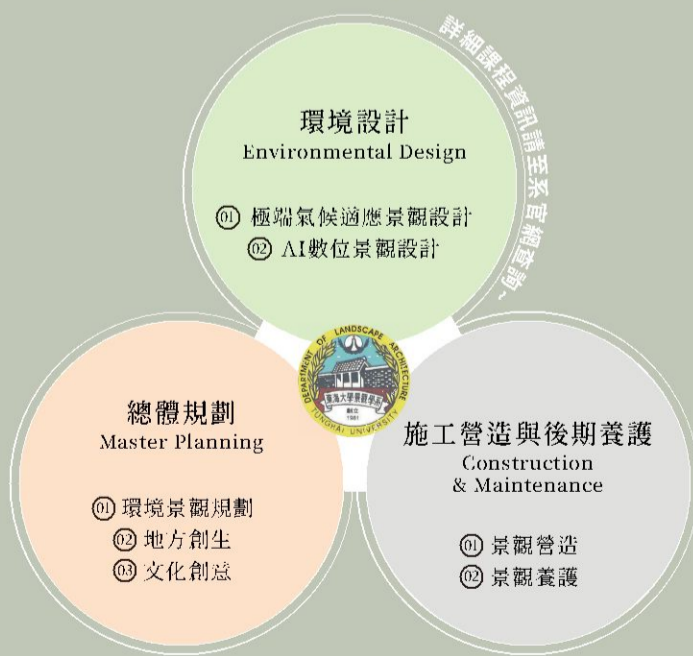 詳細課程資訊請至系官網查詢~
環境設計
Environmental Design
01 極端氣候適應景觀設計
02 AI數位景觀設計
DEPARTMENT OF LANDSCAPE ARCHITECTURE
東海大學景觀學系
TUNGHAI UNIVERSITY
總體規劃
Master Planning
01 環境景觀規劃
02 地方創生
03 文化創意
施工營造與後期養護
Construction
& Maintenance
01 景觀營造
02 景觀養護